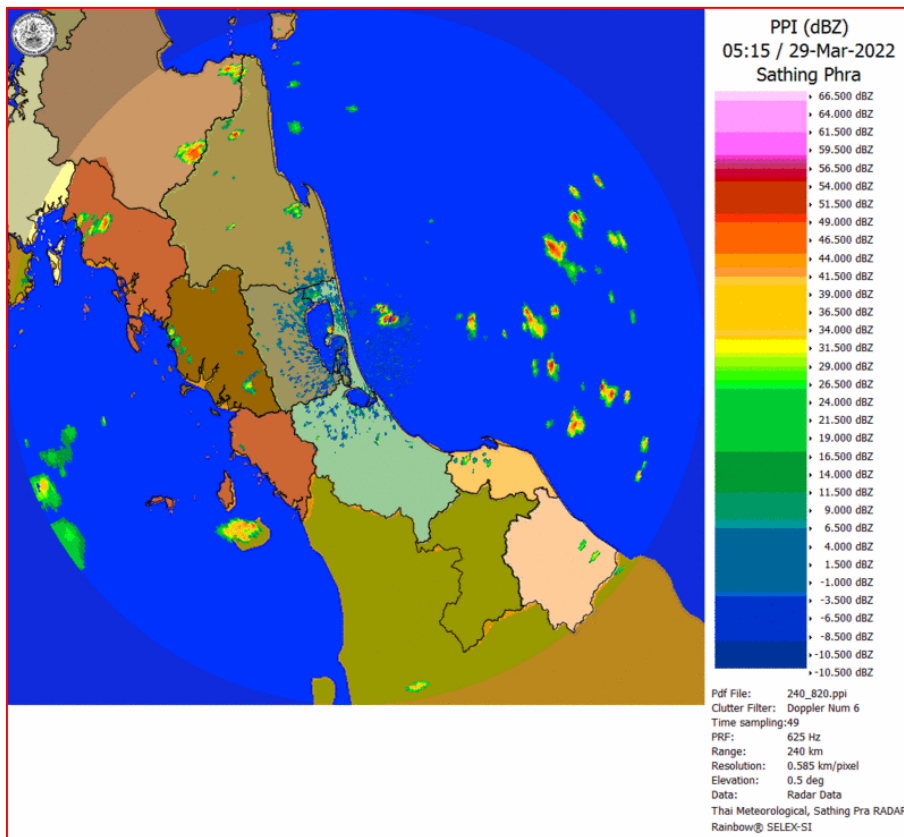 PPI (dBZ)
05:15 / 29-Mar-2022
Sathing Phra
66.500 dBZ
64.000 dBZ
61.500 dBZ
59.500 dBZ
56.500 dBZ
54.000 dBZ
51.500 dBZ
49.000 dBZ
46.500 dBZ
44.000 dBZ
41.500 dBZ
39.000 dBZ
36.500 dBZ
34.000 dBZ
31.500 dBZ
29.000 dBZ
26.500 dBZ
24.000 dBZ
21.500 dBZ
19.000 dBZ
16.500 dBZ
14.000 dBZ
11.500 dBZ
9.000 dBZ
6.500 dBZ
4.000 dBZ
1.500 dBZ
-1.000 dBZ
-3.500 dBZ
-6.500 dBZ
-8.500 dBZ
-10.500 dBZ
-10.500 dBZ
Pdf File: 240_820.ppi
Clutter Filter: Doppler Num 6
Time sampling:49
PRF: 625 Hz
Range: 240 km
Resolution: 0.585 km/pixel
Elevation: 0.5 deg
Data: Radar Data
Thai Meteorological, Sathing Pra RADAR
Rainbow® SELEX-SI